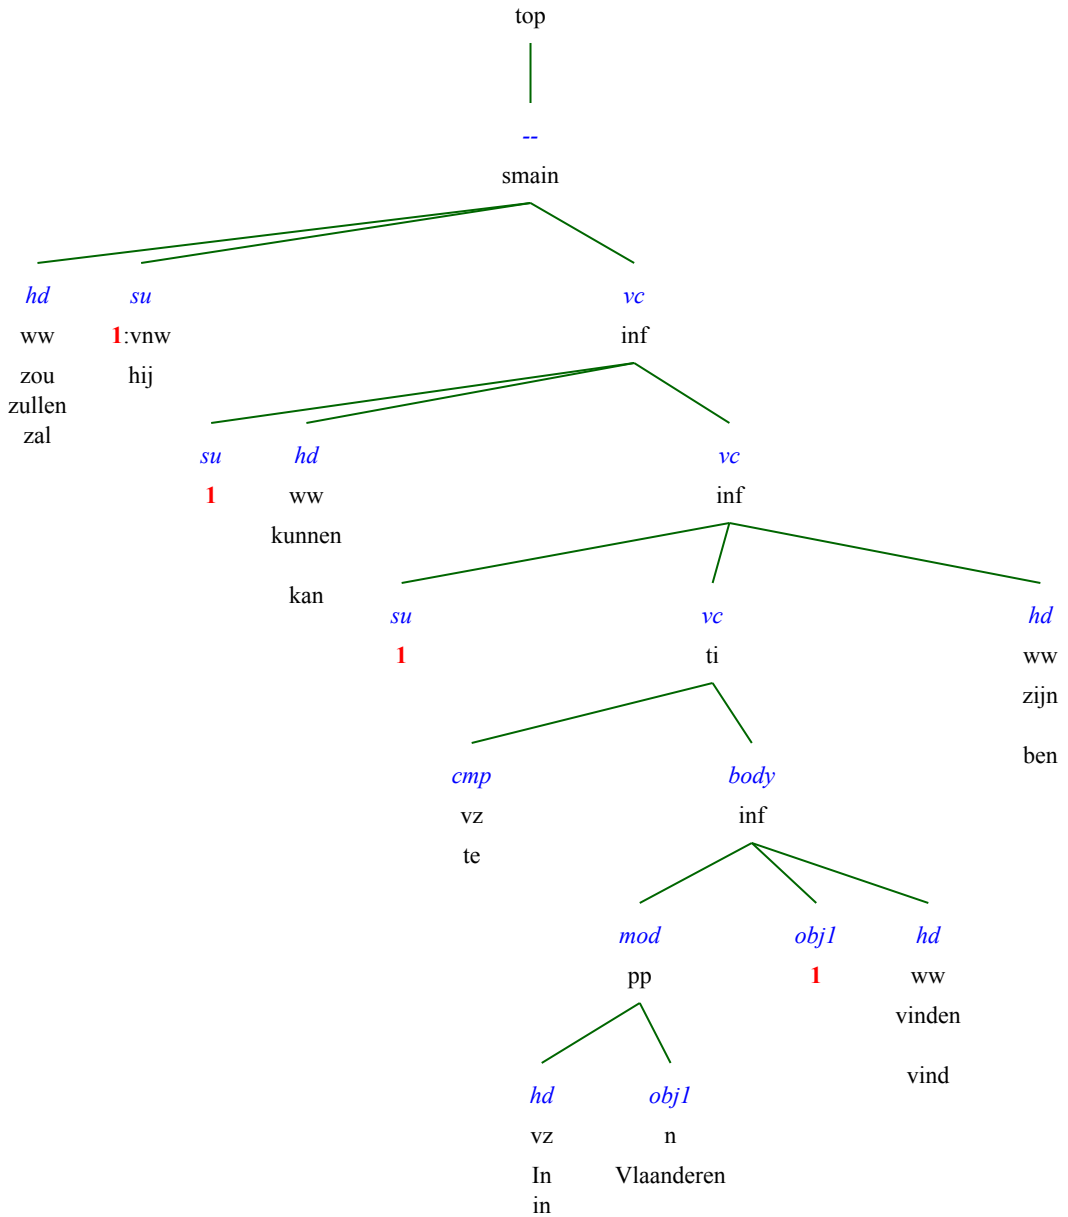 top
--
smain
hd su vc
ww 1:vnw inf
zou hij
zullen
zal
su hd vc
1 ww inf
kunnen
kan
su vc hd
1 ti ww
zijn
ben
cmp body
vz inf
te
mod obj1 hd
pp 1 ww
vinden
vind
hd obj1
vz n
In Vlaanderen
in